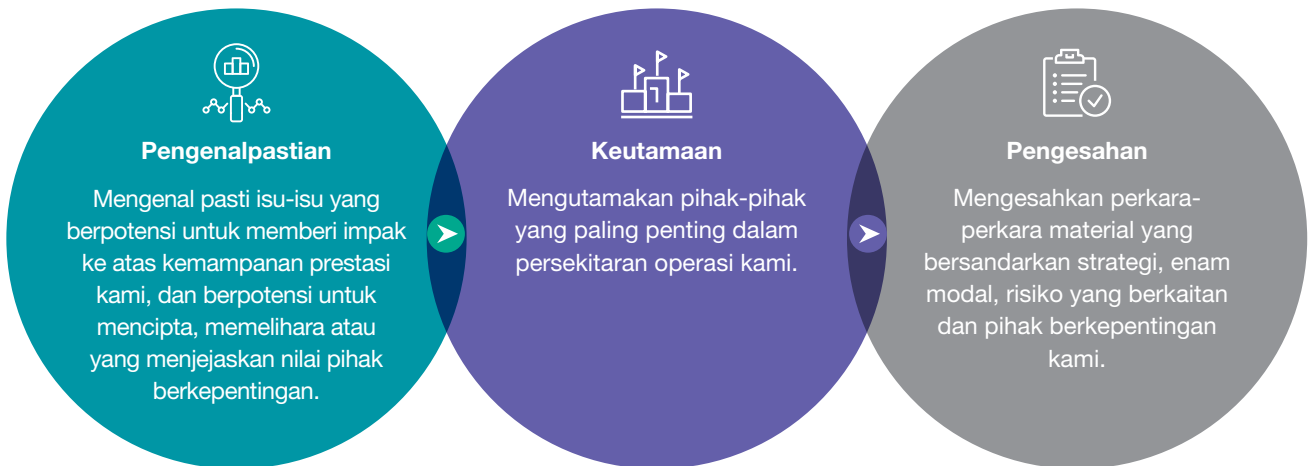 Pengenalpastian
Mengenal pasti isu-isu yang
berpotensi untuk memberi impak
ke atas kemampanan prestasi
kami, dan berpotensi untuk
mencipta, memelihara atau
yang menjejaskan nilai pihak
berkepentingan.
1
Keutamaan
Mengutamakan pihak-pihak
yang paling penting dalam
persekitaran operasi kami.
Pengesahan
Mengesahkan perkara-
perkara material yang
bersandarkan strategi, enam
modal, risiko yang berkaitan
dan pihak berkepentingan
kami.